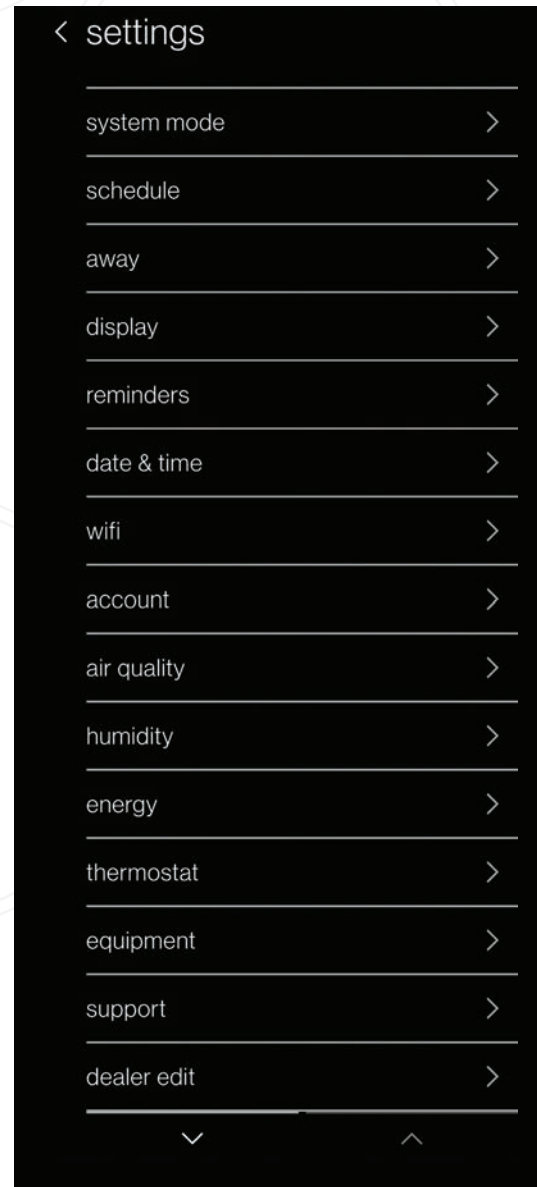 settings
system mode
schedule
away
display
reminders
date & time
wifi
account
air quality
humidity
energy
thermostat
equipment
support
dealer edit